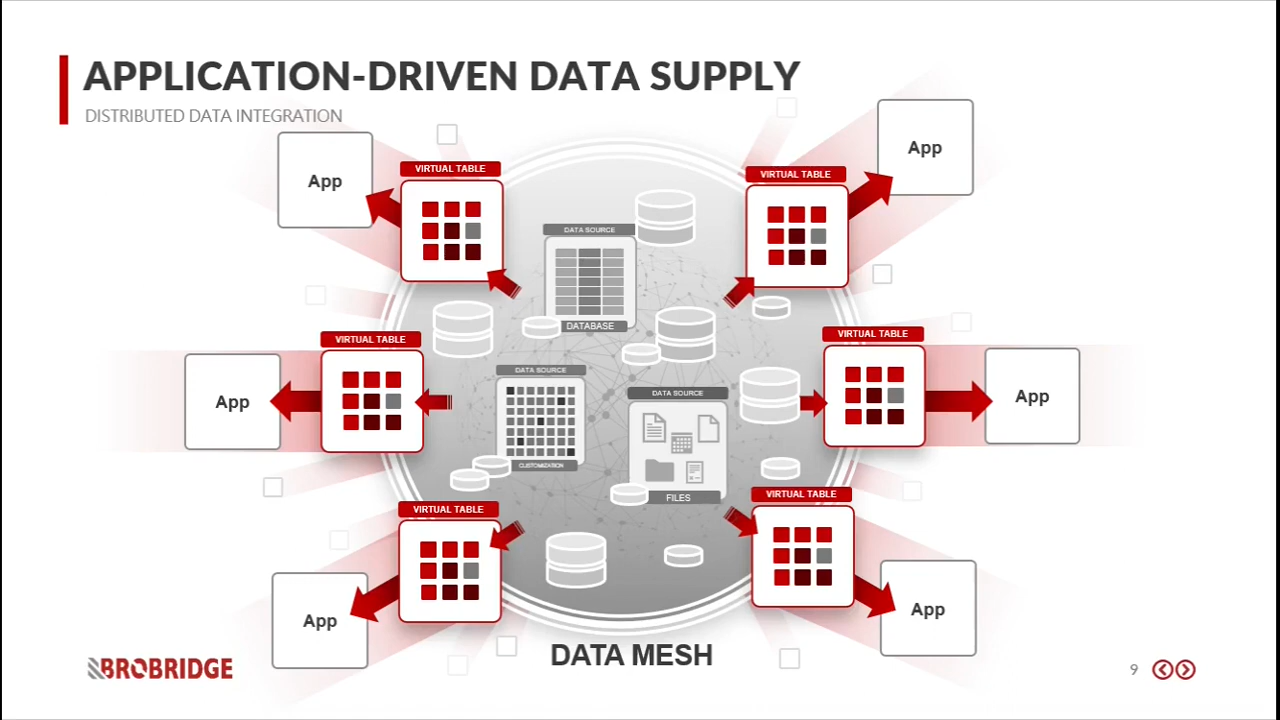 APPLICATION-DRIVEN DATA SUPPLY
DISTRIBUTED DATA INTEGRATION
App
VIRTUAL TABLE
VIRTUAL TABLE
App
DATA SOURCE
DATABASE
VIRTUAL TABLE
App
VIRTUAL TABLE
App
DATA SOURCE
CUSTOMIZATION
DATA SOURCE
FILES
VIRTUAL TABLE
App
VIRTUAL TABLE
App
DATA MESH
BROBRIDGE
9